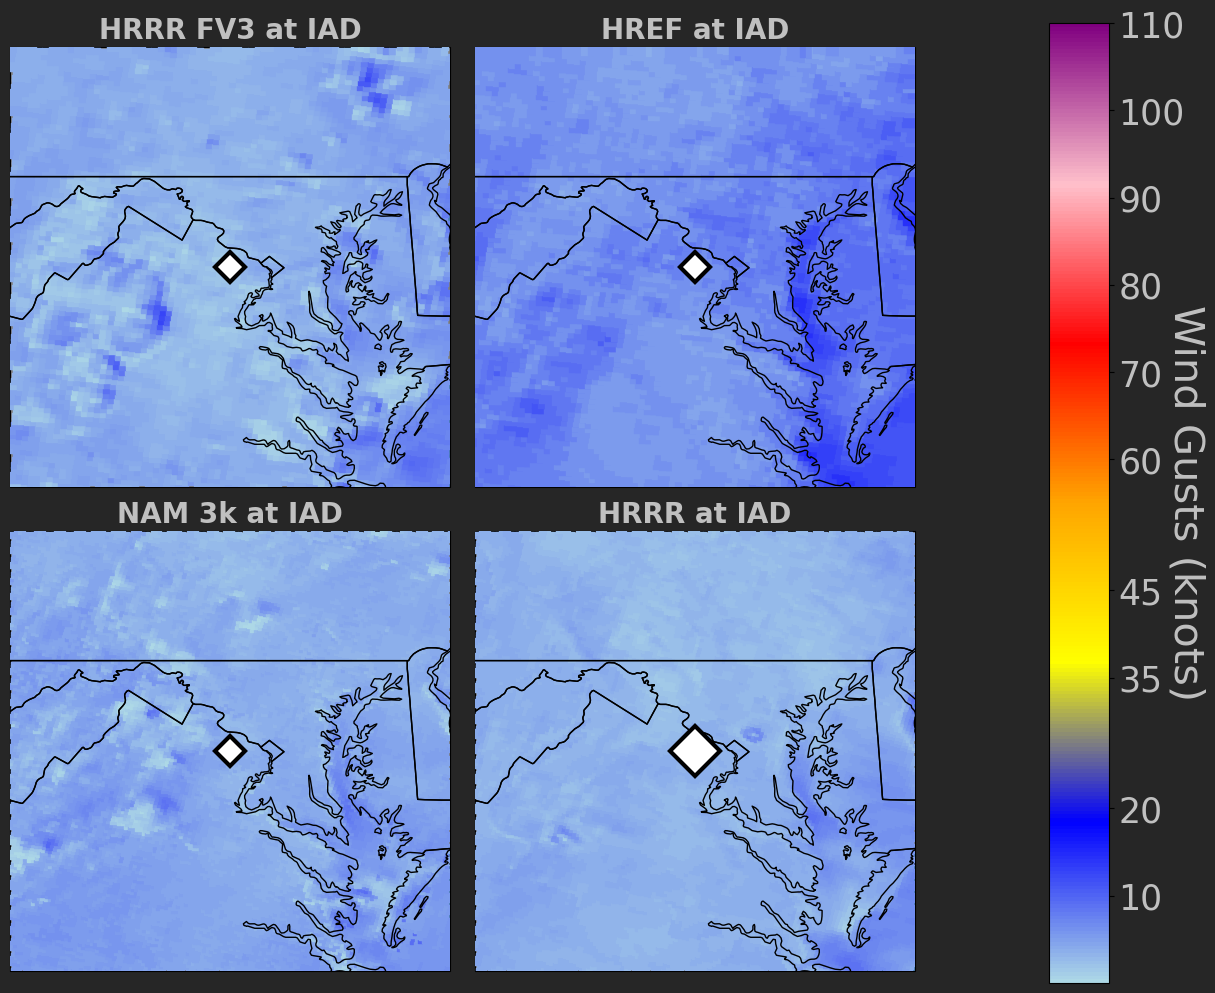 HRRR FV3 at IAD
HREF at IAD
NAM 3k at IAD
HRRR at IAD
110
100
90
80
70
60
45
35
20
10
Wind Gusts (knots)